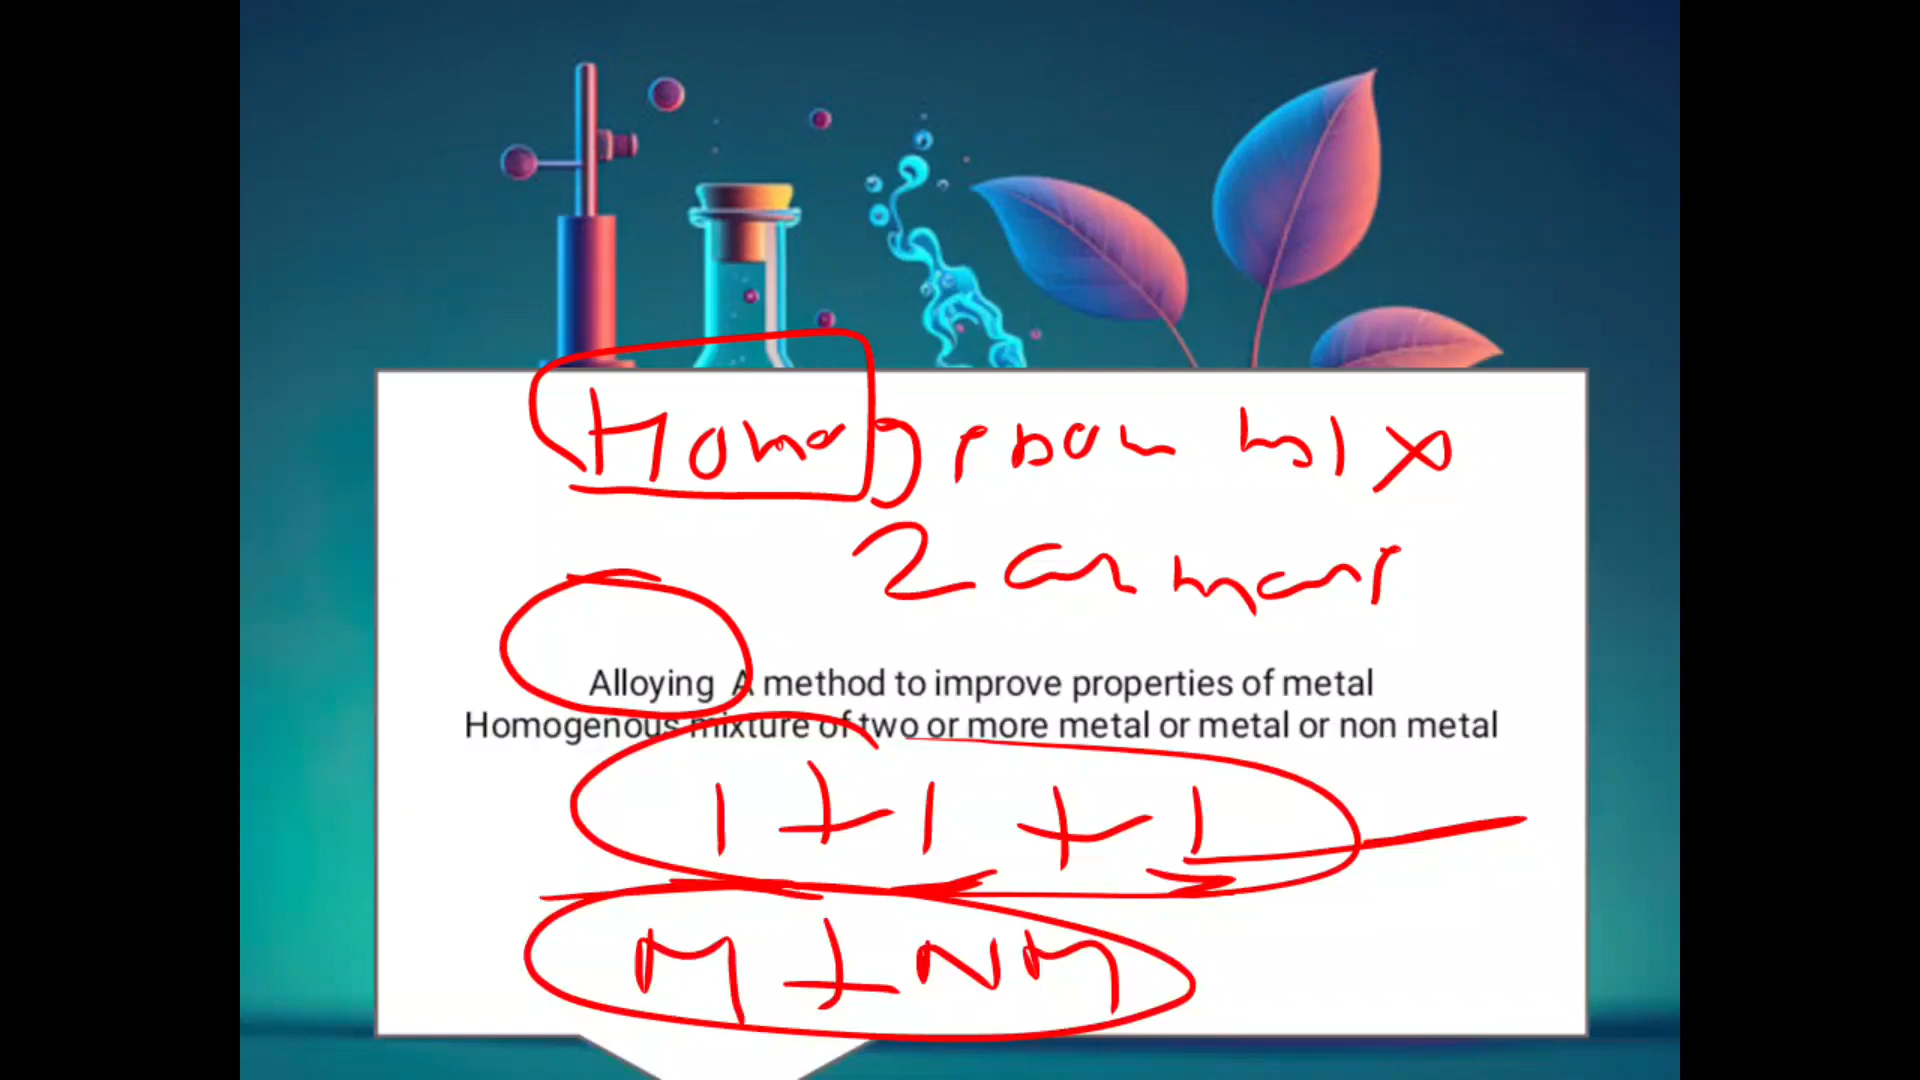 Homogenous mix
2 or more
Alloying A method to improve properties of metal
Homogenous mixture of two or more metal or metal or non metal
1 + 1 + 1
M + NM